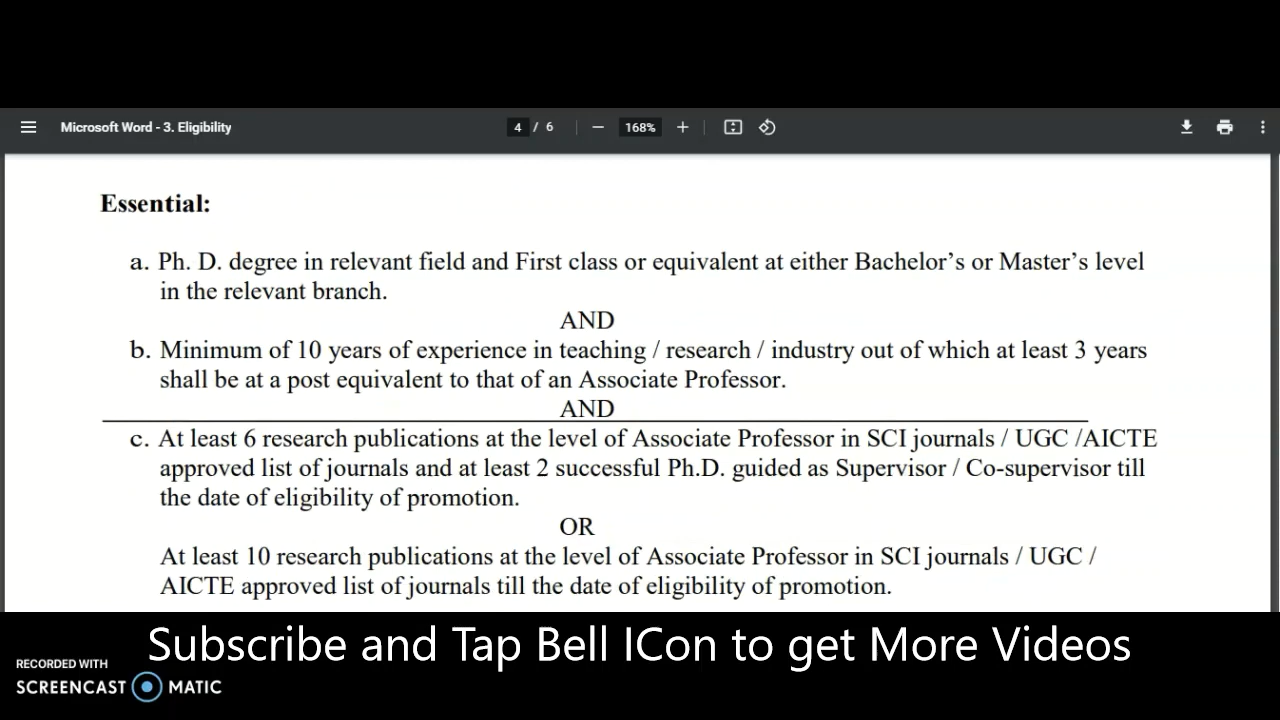 Microsoft Word - 3. Eligibility
4 / 6
168%
Essential:
a. Ph. D. degree in relevant field and First class or equivalent at either Bachelor’s or Master’s level
in the relevant branch.
AND
b. Minimum of 10 years of experience in teaching / research / industry out of which at least 3 years
shall be at a post equivalent to that of an Associate Professor.
AND
c. At least 6 research publications at the level of Associate Professor in SCI journals / UGC /AICTE
approved list of journals and at least 2 successful Ph.D. guided as Supervisor / Co-supervisor till
the date of eligibility of promotion.
OR
At least 10 research publications at the level of Associate Professor in SCI journals / UGC /
AICTE approved list of journals till the date of eligibility of promotion.
Subscribe and Tap Bell ICon to get More Videos
RECORDED WITH
SCREENCAST MATIC